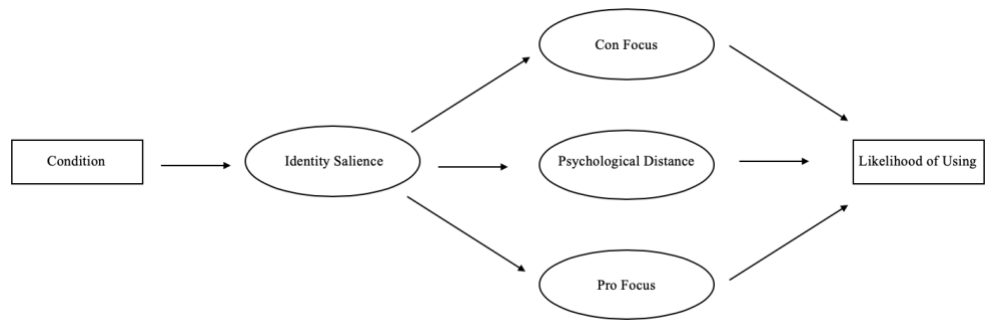 Con Focus
Condition
Identity Salience
Psychological Distance
Likelihood of Using
Pro Focus